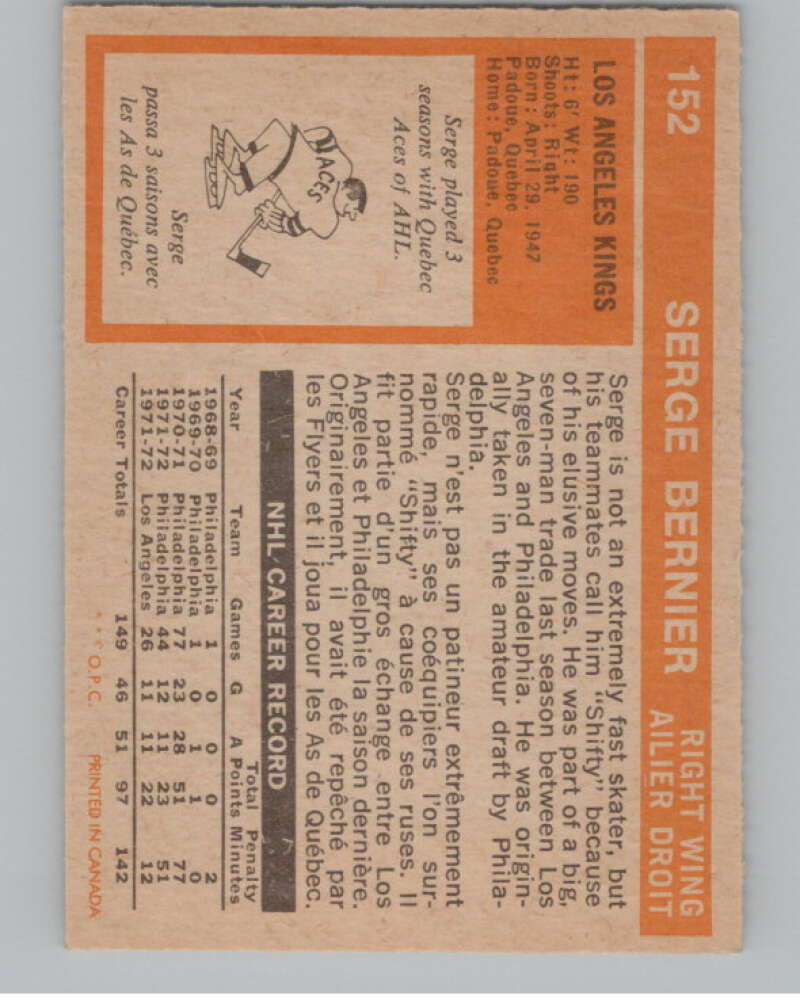 152 SERGE BERNIER RIGHT WING
AILIER DROIT
LOS ANGELES KINGS
Ht: 6' Wt: 190
Shoots: Right
Born: April 29, 1947
Padoue, Quebec
Home: Padoue, Quebec
Serge played 3
seasons with Quebec
Aces of AHL.
ACES
Serge
passa 3 saisons avec
les As de Québec.
Serge is not an extremely fast skater, but
his teammates call him "Shifty" because
of his elusive moves. He was part of a big,
seven-man trade last season between Los
Angeles and Philadelphia. He was origin-
ally taken in the amateur draft by Phila-
delphia.
Serge n'est pas un patineur extrêmement
rapide, mais ses coéquipiers l'on sur-
nommé "Shifty" à cause de ses ruses. Il
fit partie d'un gros échange entre Los
Angeles et Philadelphie la saison dernière.
Originairement, il avait été repêché par
les Flyers et il joua pour les As de Québec.
NHL CAREER RECORD
Total Penalty
Year Team Games G A Points Minutes
1968-69 Philadelphia 1 0 0 0 2
1969-70 Philadelphia 1 0 1 1 0
1970-71 Philadelphia 77 23 28 51 77
1971-72 Philadelphia 44 12 11 23 51
1971-72 Los Angeles 26 11 11 22 12
Career Totals 149 46 51 97 142
* * © O.P.C. PRINTED IN CANADA